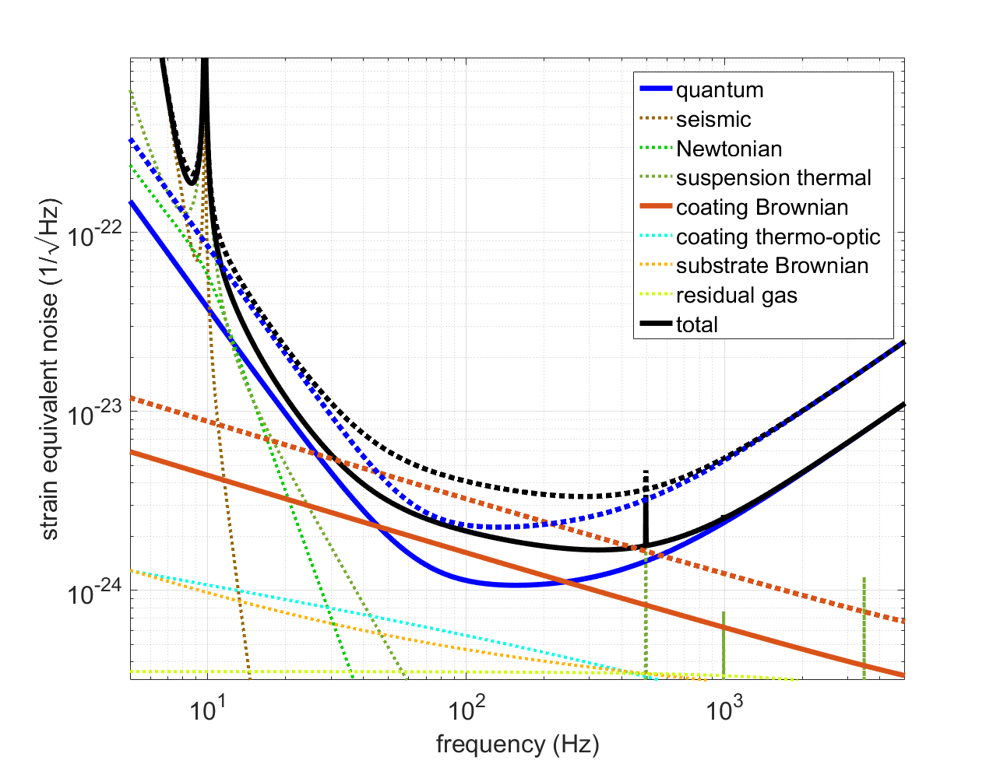 quantum
seismic
Newtonian
suspension thermal
coating Brownian
coating thermo-optic
substrate Brownian
residual gas
total
strain equivalent noise (1/√Hz)
10-22
10-23
10-24
10^1 10^2 10^3
frequency (Hz)